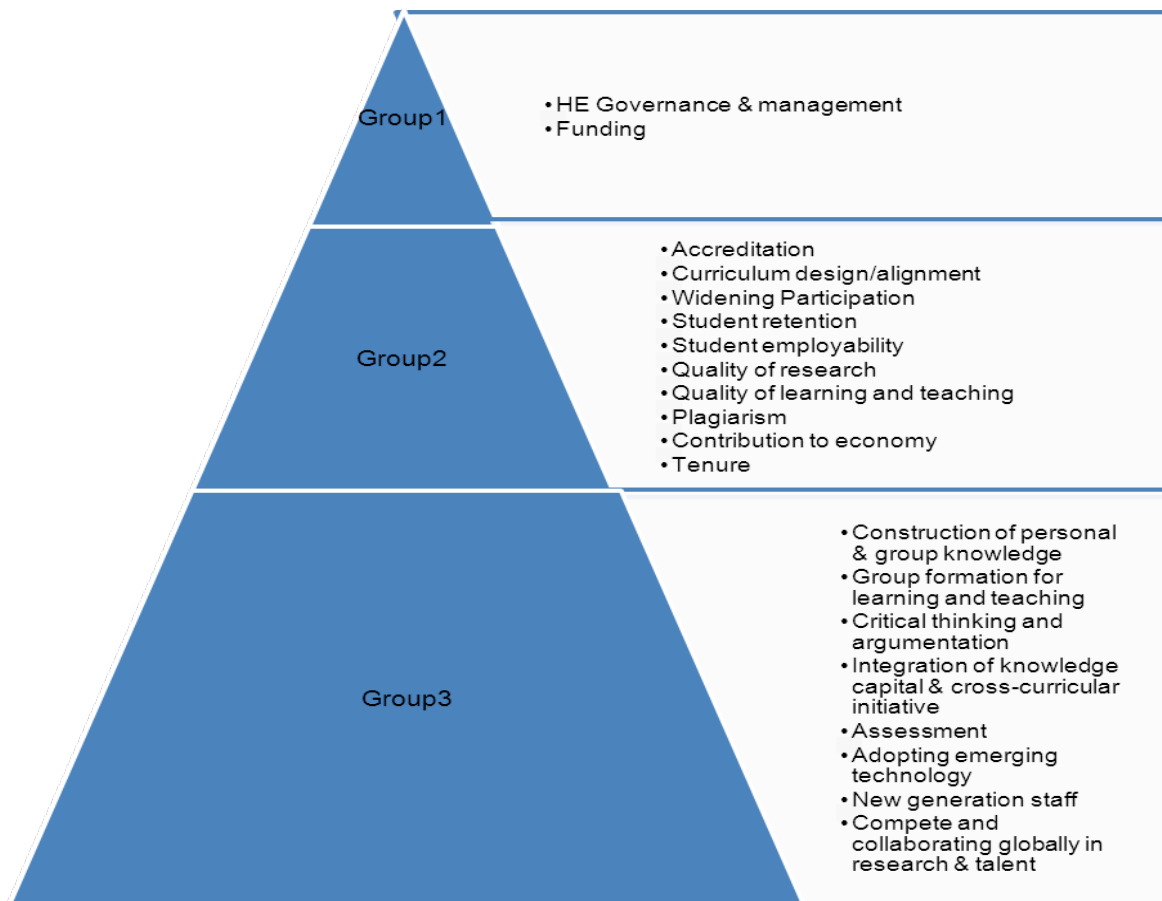 Group1
• HE Governance & management
• Funding
Group2
• Accreditation
• Curriculum design/alignment
• Widening Participation
• Student retention
• Student employability
• Quality of research
• Quality of learning and teaching
• Plagiarism
• Contribution to economy
• Tenure
Group3
• Construction of personal
& group knowledge
• Group formation for
learning and teaching
• Critical thinking and
argumentation
• Integration of knowledge
capital & cross-curricular
initiative
• Assessment
• Adopting emerging
technology
• New generation staff
• Compete and
collaborating globally in
research & talent